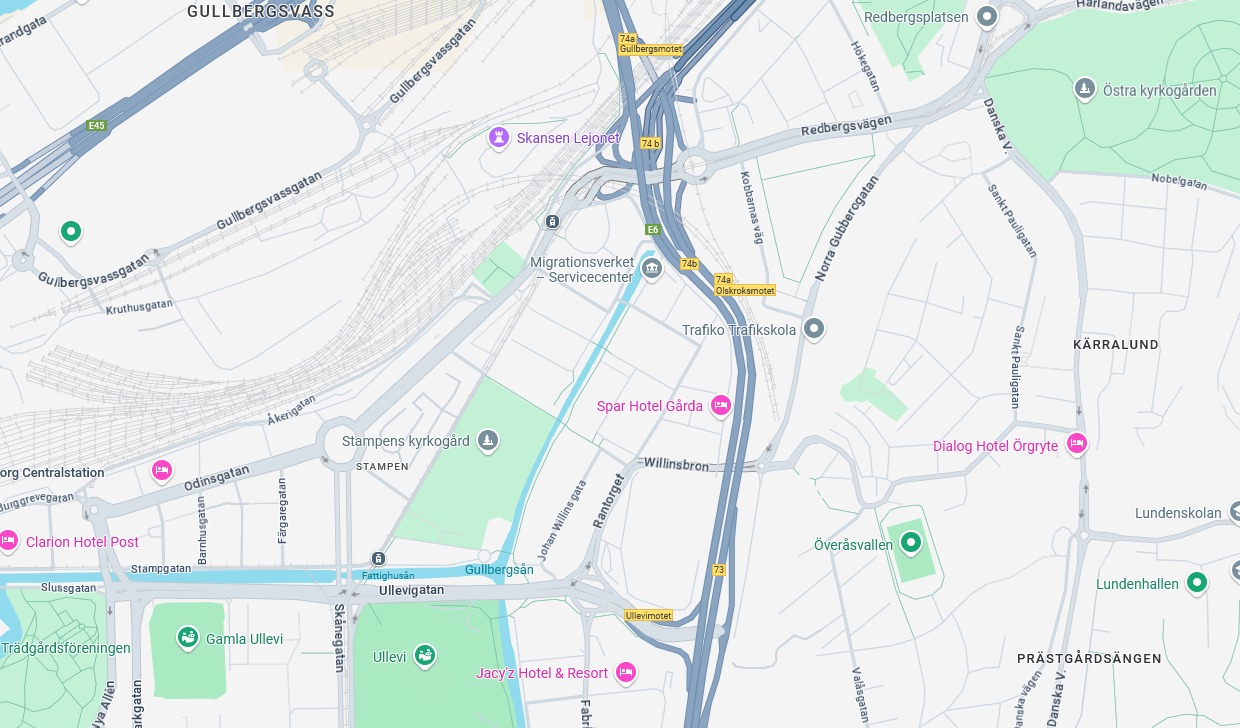 GULLBERGSVASS
Redbergsplatsen
Harlandavägen
74a
Gullbergsmotet
Gullbergsvassgatan
Hökegatan
Östra kyrkogården
E45
Skansen Lejonet
Redbergsvägen
Danska V.
74 b
Gullbergsvassgatan
Kobbarnas väg
Nobelgatan
Norra Gubberogatan
Sankt Pauligatan
E6
Migrationsverket
– Servicecenter
74b
Gullbergsvassgatan
74a
Olskroksmotet
Kruthusgatan
Trafiko Trafikskola
KÄRRALUND
Sankt Pauligatan
Åkerigatan
Spar Hotel Gårda
Stampens kyrkogård
Dialog Hotel Örgryte
STAMPEN
Willinsbron
org Centralstation
Odinsgatan
Burggrevegatan
Barnhusgatan
Färgaregatan
Rantorget
Johan Willins gata
Lundenskolan
Clarion Hotel Post
Överåsvallen
Stampgatan
Gullbergsån
Fattighusån
73
Slussgatan
Ullevigatan
Lundenhallen
Skånegatan
Ullevimotet
Gamla Ullevi
Trädgårdsföreningen
Ullevi
PRÄSTGÅRDSÄNGEN
Jacy'z Hotel & Resort
Valåsgatan
Danska V.